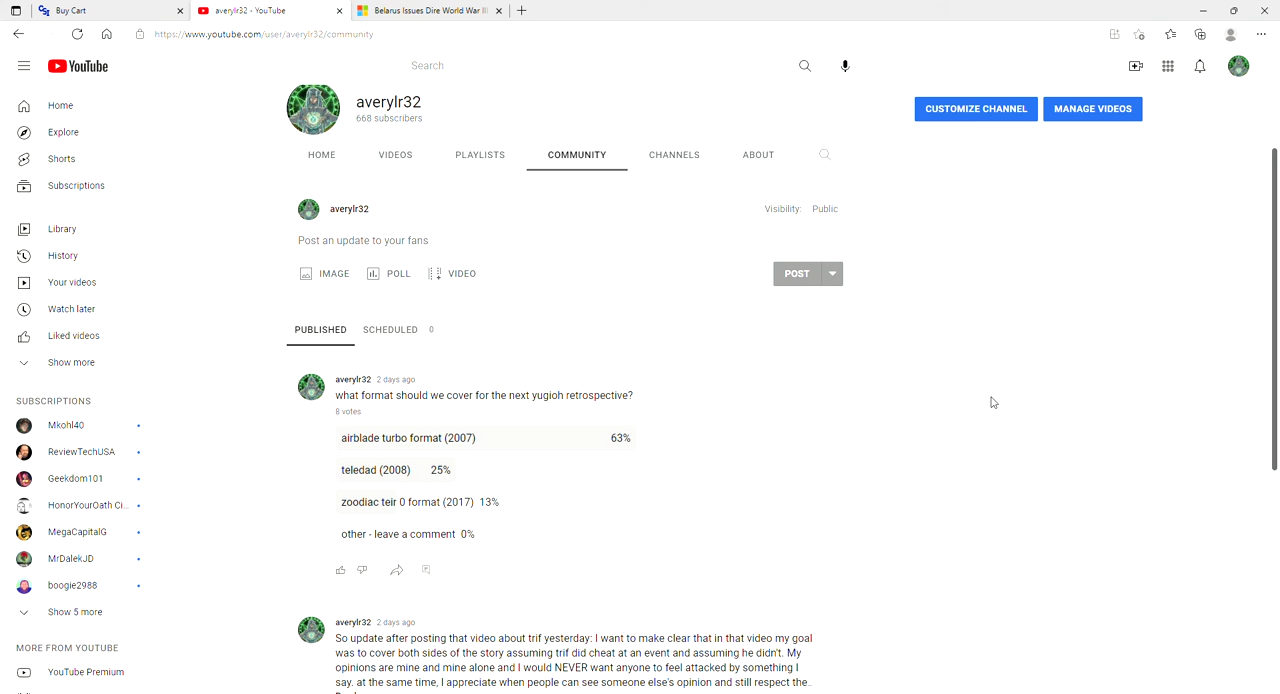 Buy Cart
averylr32 - YouTube
Belarus Issues Dire World War II
https://www.youtube.com/user/averylr32/community
YouTube
Search
Home
Explore
Shorts
Subscriptions
Library
History
Your videos
Watch later
Liked videos
Show more
SUBSCRIPTIONS
Mkohl40
ReviewTechUSA
Geekdom101
HonorYourOath Ci...
MegaCapitalG
MrDalekJD
boogie2988
Show 5 more
MORE FROM YOUTUBE
YouTube Premium
averylr32
668 subscribers
CUSTOMIZE CHANNEL MANAGE VIDEOS
HOME VIDEOS PLAYLISTS COMMUNITY CHANNELS ABOUT
averylr32 Visibility: Public
Post an update to your fans
IMAGE POLL VIDEO POST
PUBLISHED SCHEDULED 0
averylr32 2 days ago
what format should we cover for the next yugioh retrospective?
8 votes
airblade turbo format (2007) 63%
teledad (2008) 25%
zoodiac teir 0 format (2017) 13%
other - leave a comment 0%
averylr32 2 days ago
So update after posting that video about trif yesterday: I want to make clear that in that video my goal
was to cover both sides of the story assuming trif did cheat at an event and assuming he didn't. My
opinions are mine and mine alone and I would NEVER want anyone to feel attacked by something I
say. at the same time, I appreciate when people can see someone else's opinion and still respect the..